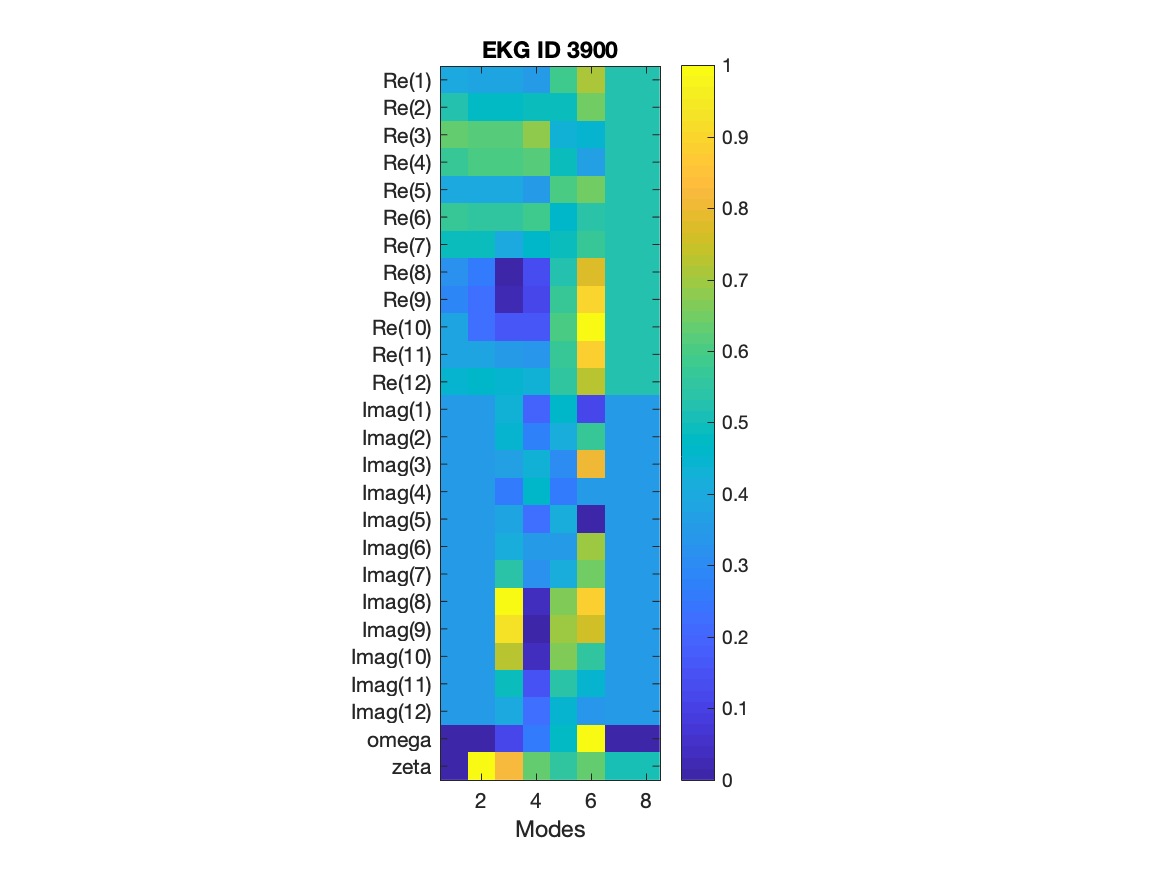 EKG ID 3900
Re(1)
Re(2)
Re(3)
Re(4)
Re(5)
Re(6)
Re(7)
Re(8)
Re(9)
Re(10)
Re(11)
Re(12)
Imag(1)
Imag(2)
Imag(3)
Imag(4)
Imag(5)
Imag(6)
Imag(7)
Imag(8)
Imag(9)
Imag(10)
Imag(11)
Imag(12)
omega
zeta
2 4 6 8
Modes
1
0.9
0.8
0.7
0.6
0.5
0.4
0.3
0.2
0.1
0